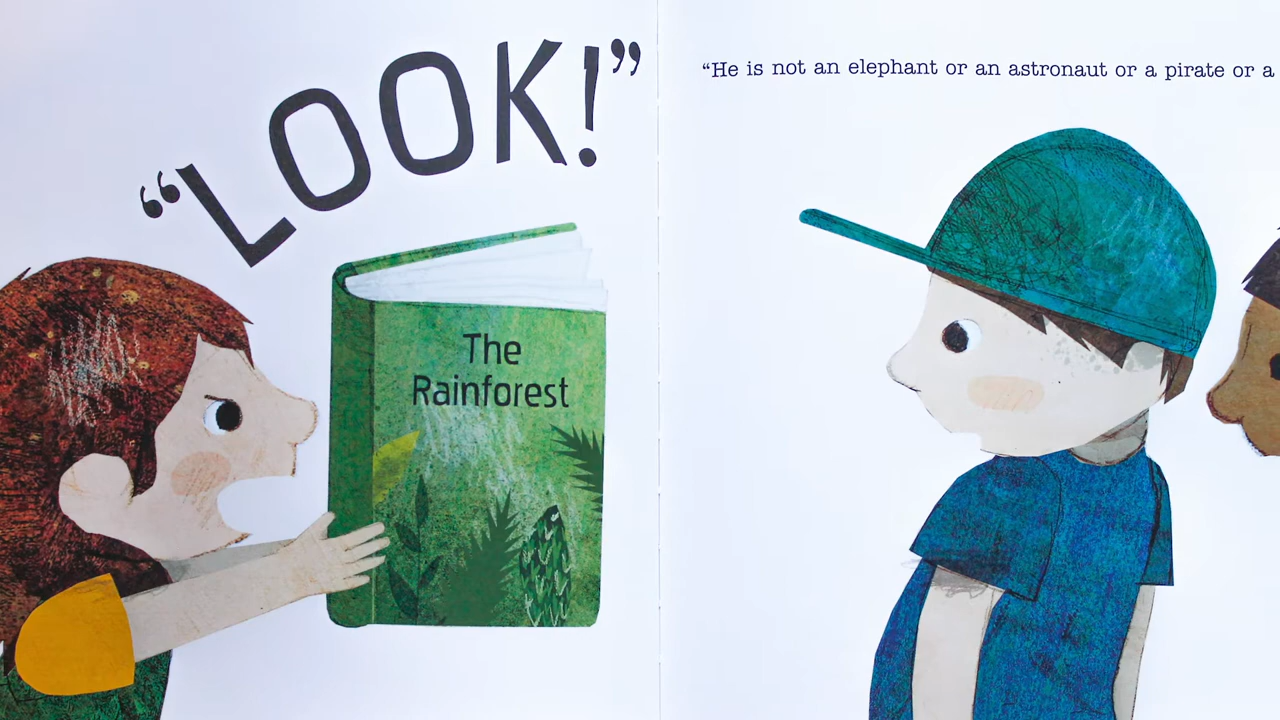 “LOOK!”
The
Rainforest
“He is not an elephant or an astronaut or a pirate or a